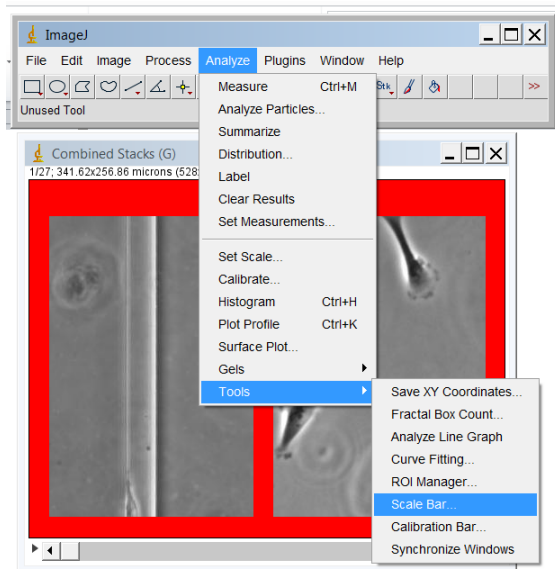 ImageJ
File Edit Image Process Analyze Plugins Window Help
Stk
>>
Unused Tool
Measure Ctrl+M
Analyze Particles...
Summarize
Distribution...
Label
Clear Results
Set Measurements...
Set Scale...
Calibrate...
Histogram Ctrl+H
Plot Profile Ctrl+K
Surface Plot...
Gels
Tools
Combined Stacks (G)
1/27; 341.62x256.86 microns (528
Save XY Coordinates...
Fractal Box Count...
Analyze Line Graph
Curve Fitting...
ROI Manager...
Scale Bar...
Calibration Bar...
Synchronize Windows